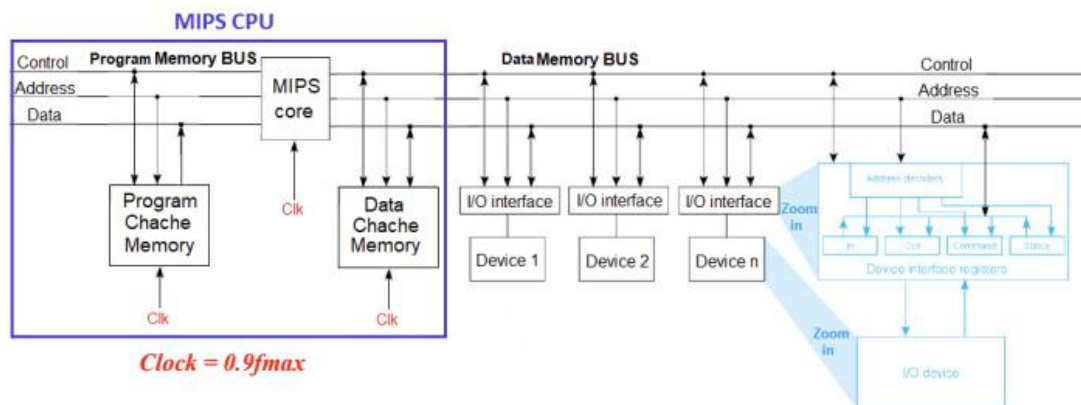 MIPS CPU
Control
Program Memory BUS
Data Memory BUS
Control
Address
MIPS core
Address
Data
Data
Program
Chache
Memory
Clk
Data
Chache
Memory
I/O interface
I/O interface
I/O interface
Device 1
Device 2
Device n
Zoom
in
Address decoders
In
Out
Command
Status
Device interface registers
Clk
Clk
Zoom
in
I/O device
Clock = 0.9fmax